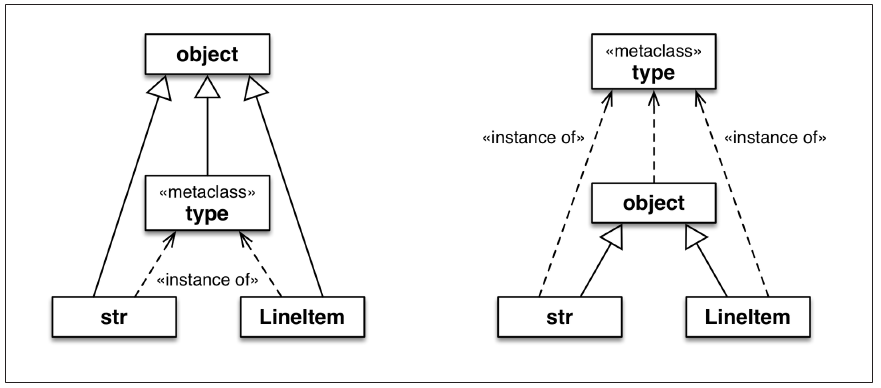 object
«metaclass»
type
«instance of»
str
LineItem
«metaclass»
type
«instance of»
«instance of»
object
str
LineItem